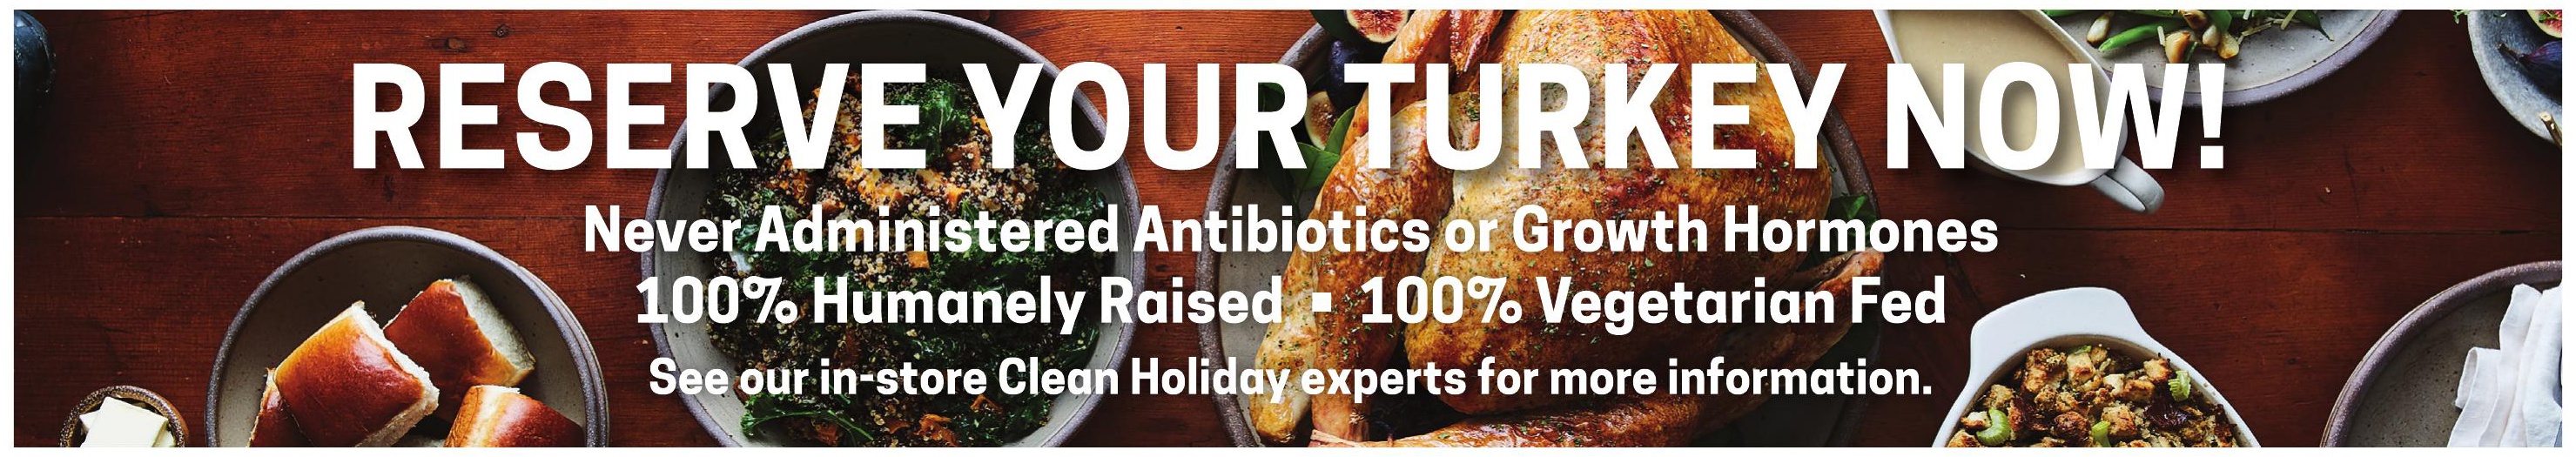 RESERVE YOUR TURKEY NOW!
Never Administered Antibiotics or Growth Hormones
100% Humanely Raised ▪ 100% Vegetarian Fed
See our in-store Clean Holiday experts for more information.